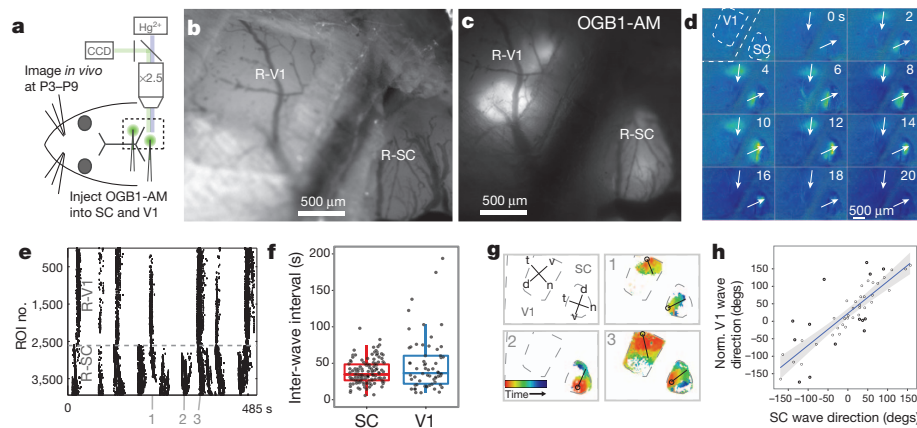 a
Hg2+
CCD
×2.5
Image in vivo
at P3–P9
Inject OGB1-AM
into SC and V1
b
R-V1
R-SC
500 μm
c
OGB1-AM
R-V1
R-SC
500 μm
d
V1
SC
0 s
2
4
6
8
10
12
14
16
18
20
500 μm
e
ROI no.
500
1,500
2,500
3,500
R-V1
R-SC
0
485 s
1
2
3
f
Inter-wave interval (s)
200
150
100
50
0
SC
V1
g
t
v
d
n
V1
SC
d
t
n
v
1
2
3
Time
h
Norm. V1 wave
direction (degs)
150
100
50
0
−50
−100
−150
−150
−100
−50
0
50
100
150
SC wave direction (degs)